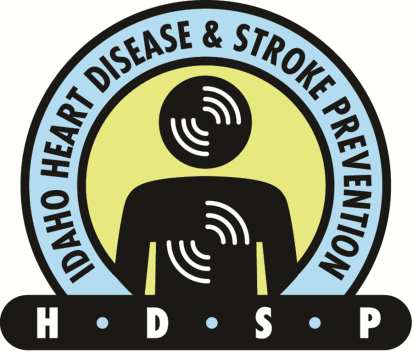 IDAHO HEART DISEASE & STROKE PREVENTION
H • D • S • P